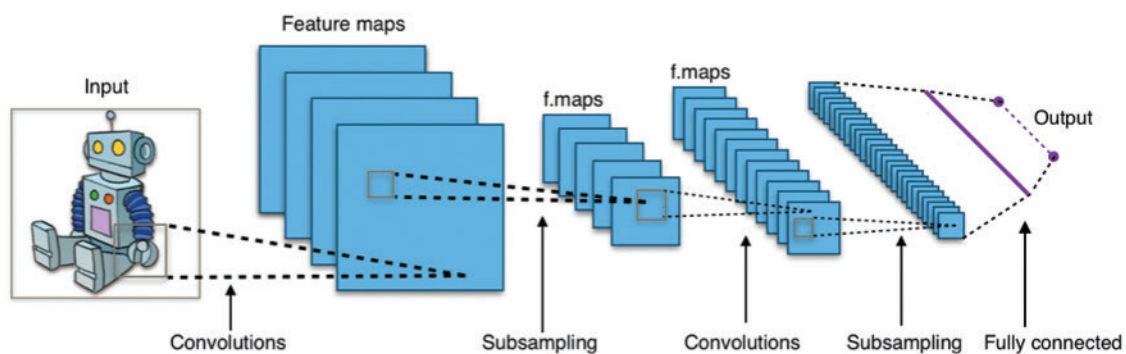 Feature maps
Input
f.maps
f.maps
Output
Convolutions
Subsampling
Convolutions
Subsampling
Fully connected